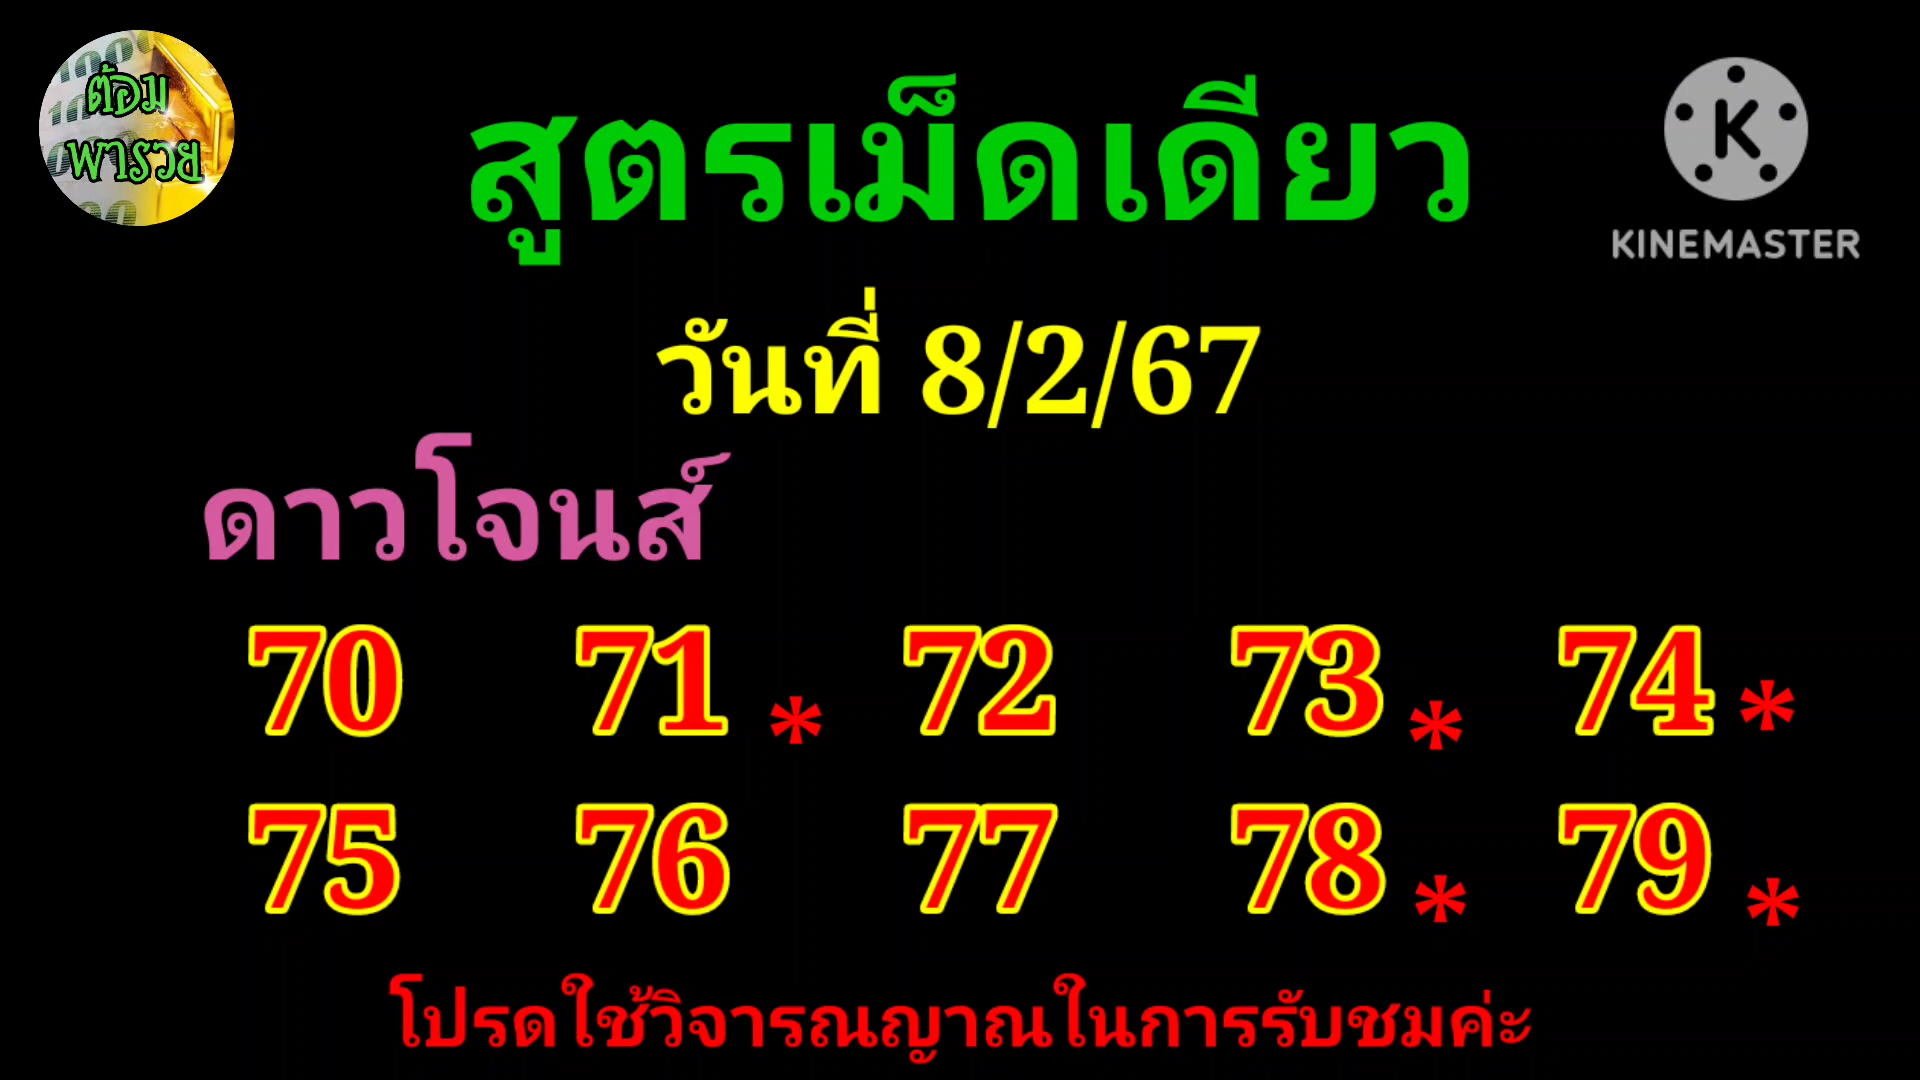 ต้อม
พารวย
สูตรเม็ดเดียว
KINEMASTER
วันที่ 8/2/67
ดาวโจนส์
70 71 * 72 73 * 74 *
75 76 77 78 * 79 *
โปรดใช้วิจารณญาณในการรับชมค่ะ